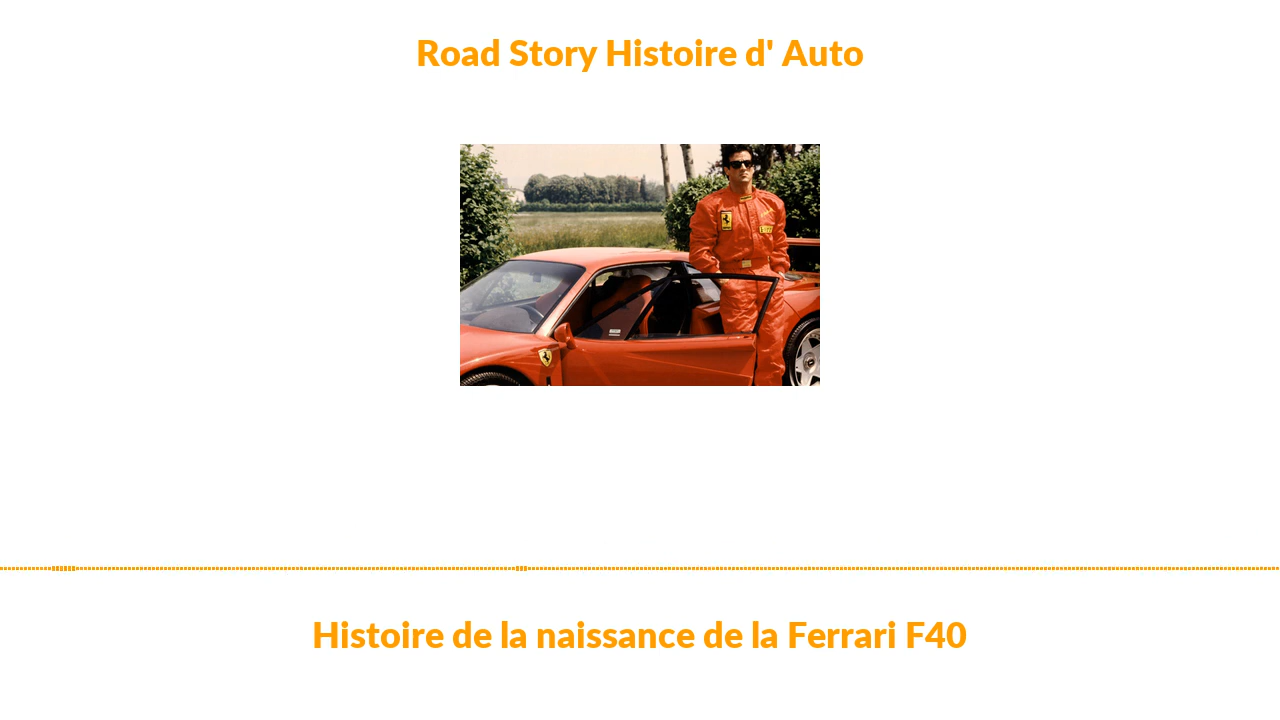 Road Story Histoire d' Auto
Histoire de la naissance de la Ferrari F40